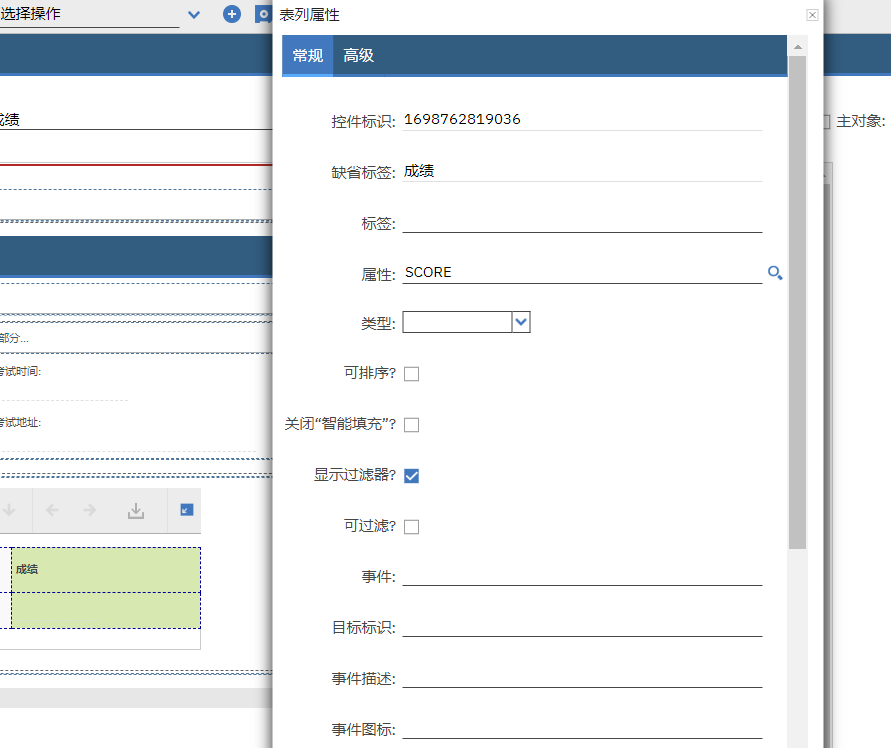 选择操作
表列属性
常规 高级
成绩
主对象:
控件标识: 1698762819036
缺省标签: 成绩
标签:
属性: SCORE
类型:
部分...
考试时间:
可排序?
考试地址:
关闭“智能填充”?
显示过滤器?
可过滤?
成绩
事件:
目标标识:
事件描述:
事件图标: